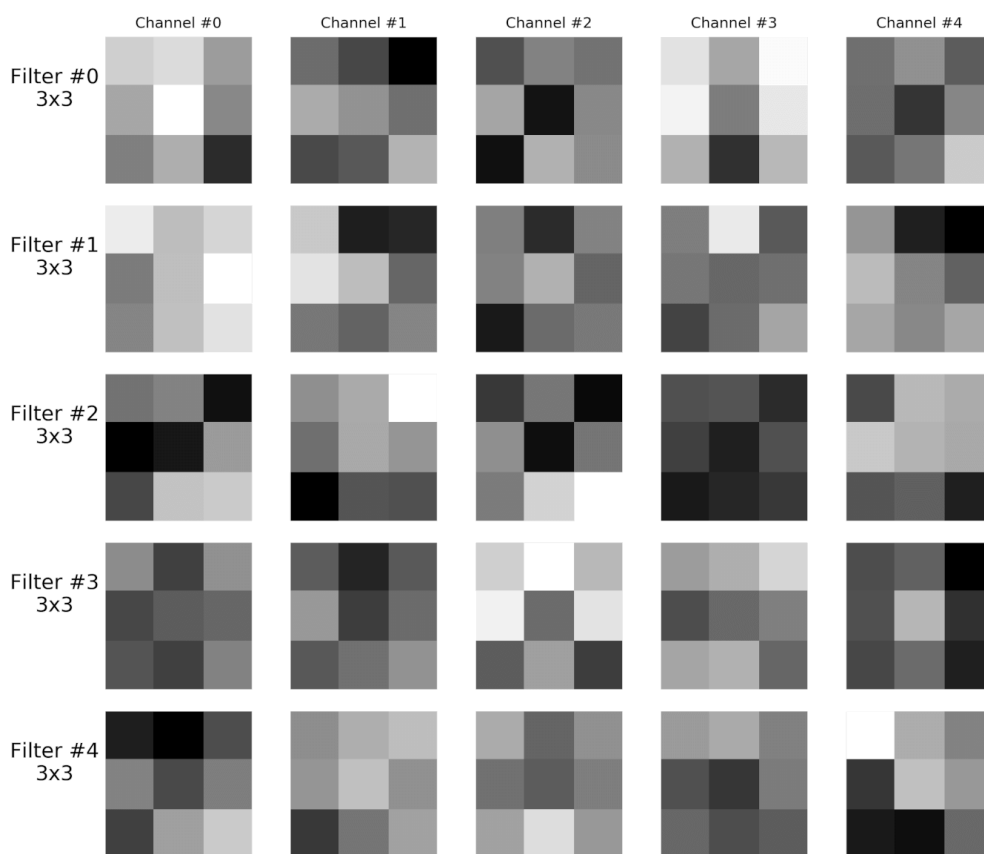 Channel #0 Channel #1 Channel #2 Channel #3 Channel #4
Filter #0
3x3
Filter #1
3x3
Filter #2
3x3
Filter #3
3x3
Filter #4
3x3